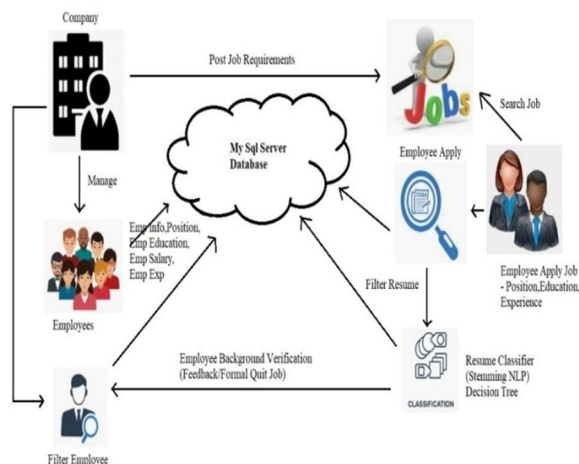 Company
Post Job Requirements
Jobs
Search Job
My Sql Server
Database
Employee Apply
Manage
Emp Info,Position,
Emp Education,
Emp Salary,
Emp Exp
Employees
Filter Resume
Employee Apply Job
- Position,Education,
Experience
Employee Background Verification
(Feedback/Formal Quit Job)
Resume Classifier
(Stemming NLP)
Decision Tree
CLASSIFICATION
Filter Employee